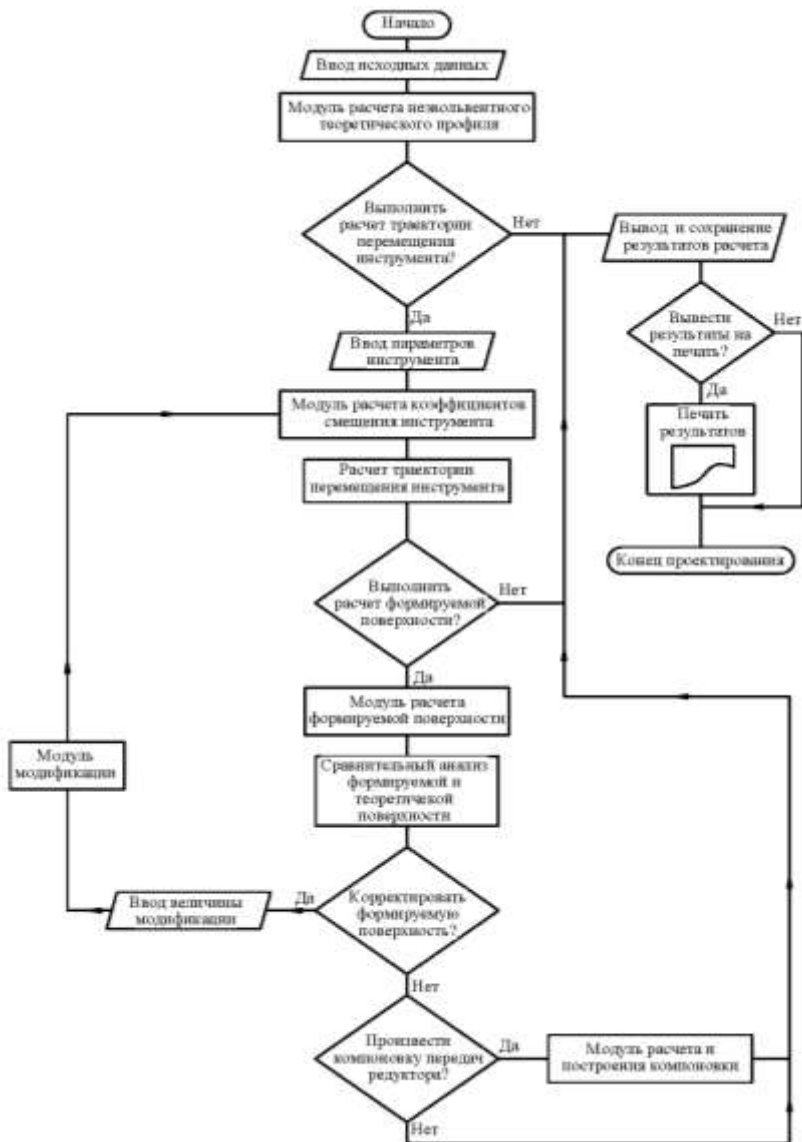 Начало
Ввод исходных данных
Модуль расчета неэвольвентного
теоретического профиля
Выполнить
расчет траектории
перемещения
инструмента?
Нет
Да
Вывод и сохранение
результатов расчета
Вывести
результаты на
печать?
Нет
Да
Печать
результатов
Конец проектирования
Ввод параметров
инструмента
Модуль расчета коэффициентов
смещения инструмента
Расчет траектории
перемещения инструмента
Выполнить
расчет формируемой
поверхности?
Нет
Да
Модуль расчета
формируемой поверхности
Сравнительный анализ
формируемой и
теоретичекой
поверхности
Корректировать
формируемую
поверхность?
Да
Ввод величины
модификации
Модуль
модификации
Нет
Произвести
компоновку передач
редуктора?
Да
Модуль расчета и
построения компоновки
Нет